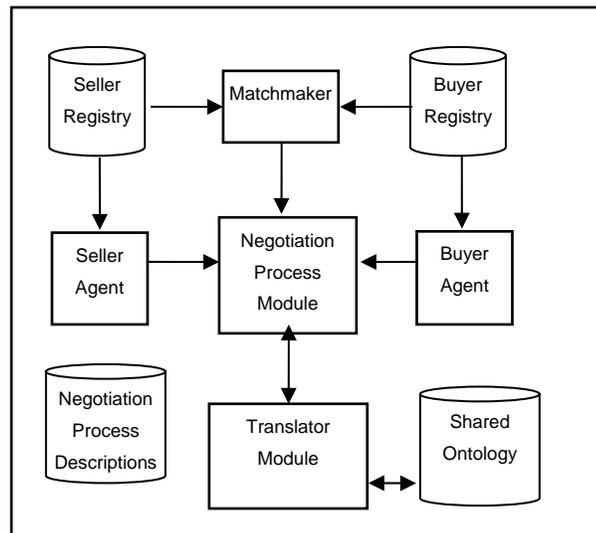 Seller
Registry
Matchmaker
Buyer
Registry
Seller
Agent
Negotiation
Process
Module
Buyer
Agent
Negotiation
Process
Descriptions
Translator
Module
Shared
Ontology